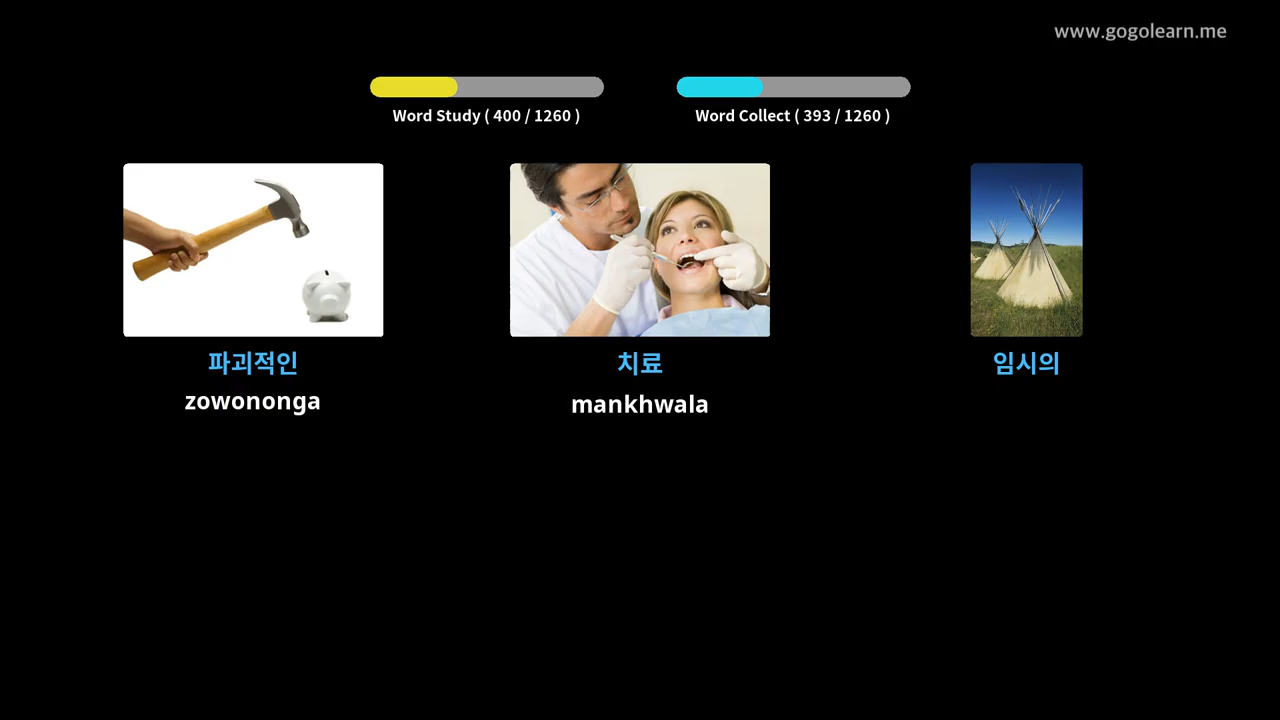 www.gogolearn.me
Word Study ( 400 / 1260 )
Word Collect ( 393 / 1260 )
파괴적인
치료
임시의
zowononga
mankhwala